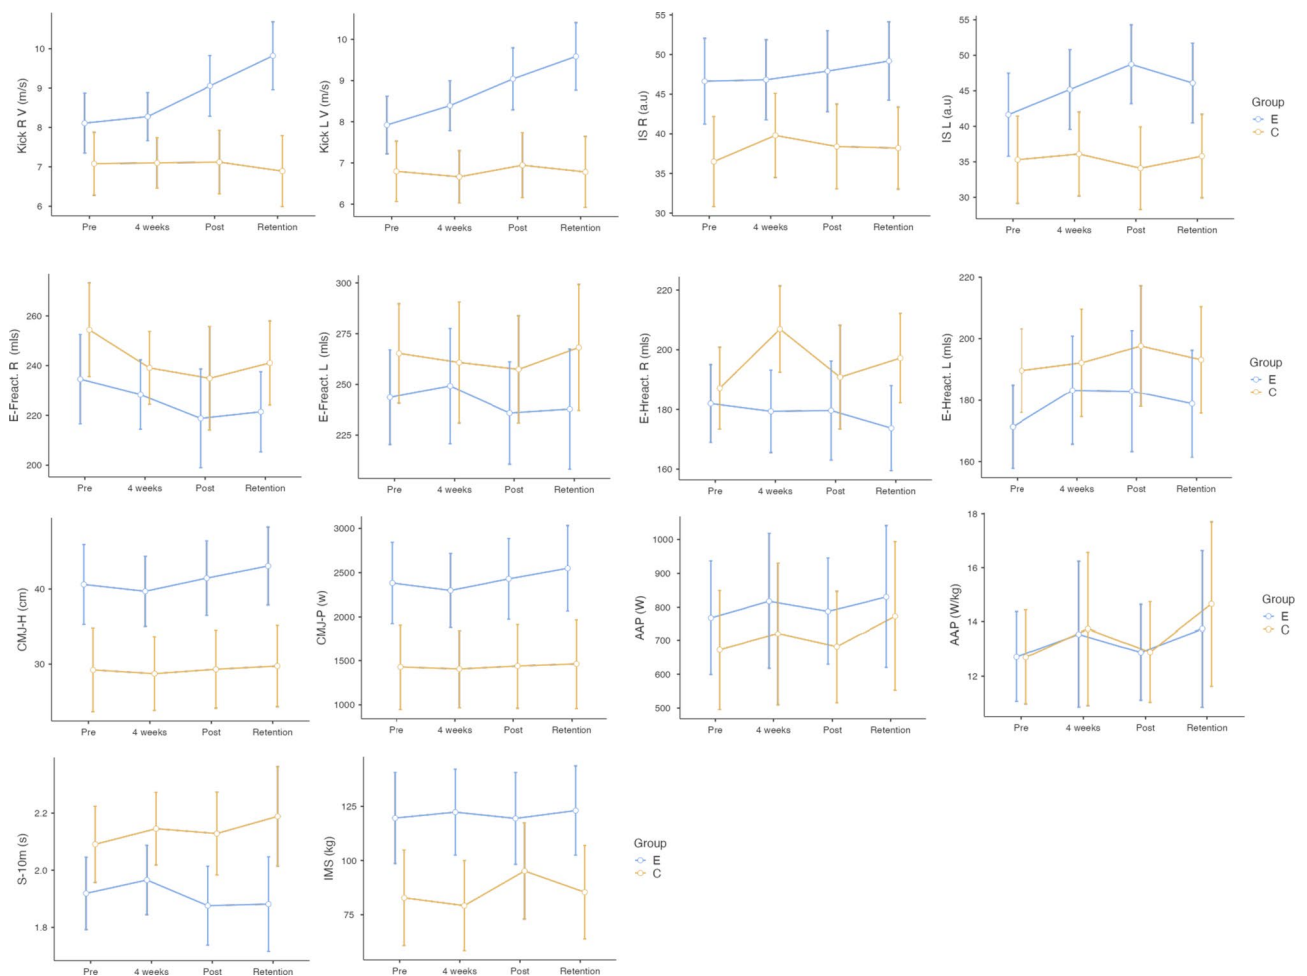 Kick R V (m/s)
10
9
8
7
6
Pre
4 weeks
Post
Retention
Kick L V (m/s)
10
9
8
7
6
Pre
4 weeks
Post
Retention
IS R (a.u)
55
50
45
40
35
30
Pre
4 weeks
Post
Retention
IS L (a.u)
55
50
45
40
35
30
Pre
4 weeks
Post
Retention
Group
E
C
E-Freact. R (mls)
260
240
220
200
Pre
4 weeks
Post
Retention
E-Freact. L (mls)
300
275
250
225
Pre
4 weeks
Post
Retention
E-Hreact. R (mls)
220
200
180
160
Pre
4 weeks
Post
Retention
E-Hreact. L (mls)
220
200
180
160
Pre
4 weeks
Post
Retention
Group
E
C
CMJ-H (cm)
40
30
Pre
4 weeks
Post
Retention
CMJ-P (w)
3000
2500
2000
1500
1000
Pre
4 weeks
Post
Retention
AAP (W)
1000
900
800
700
600
500
Pre
4 weeks
Post
Retention
AAP (W/kg)
18
16
14
12
Pre
4 weeks
Post
Retention
Group
E
C
S-10m (s)
2.2
2.0
1.8
Pre
4 weeks
Post
Retention
IMS (kg)
125
100
75
Pre
4 weeks
Post
Retention
Group
E
C